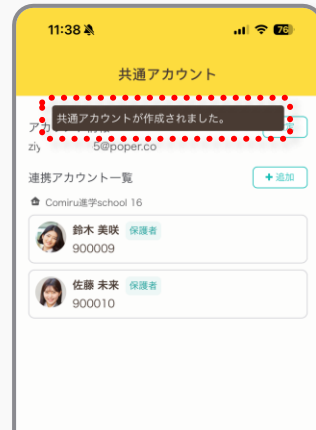 11:38
76
共通アカウント
共通アカウントが作成されました。
5@poper.co
連携アカウント一覧
+ 追加
Comiru進学school 16
鈴木 美咲 保護者
900009
佐藤 未来 保護者
900010